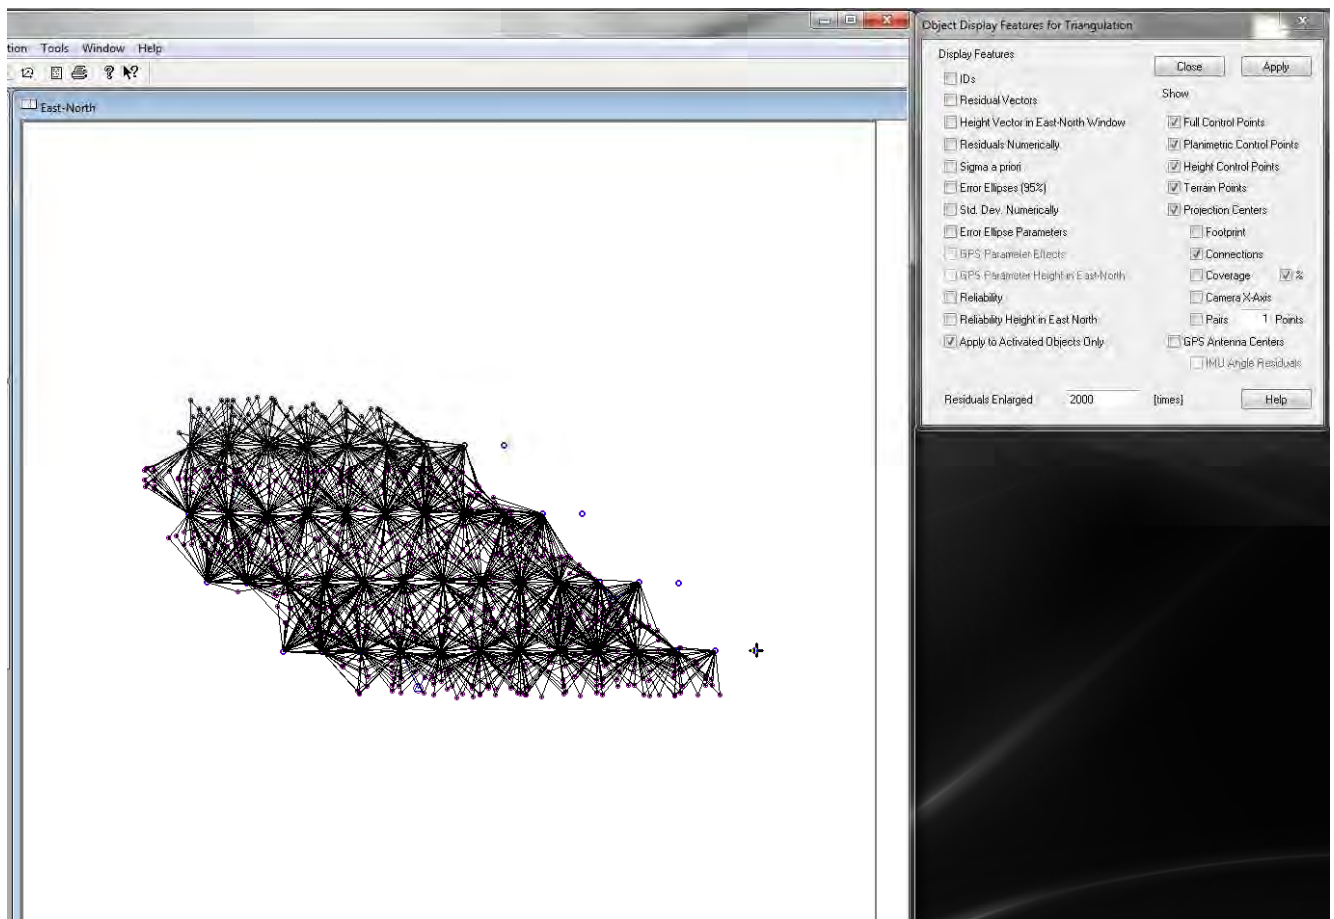 tion Tools Window Help
East-North
Object Display Features for Triangulation
Display Features
IDs
Residual Vectors
Height Vector in East-North Window
Residuals Numerically
Sigma a priori
Error Ellipses (95%)
Std. Dev. Numerically
Error Ellipse Parameters
GPS Parameter Effects
GPS Parameter Height in East-North
Reliability
Reliability Height in East North
Apply to Activated Objects Only
Close Apply
Show
Full Control Points
Planimetric Control Points
Height Control Points
Terrain Points
Projection Centers
Footprint
Connections
Coverage %
Camera X-Axis
Pairs 1 Points
GPS Antenna Centers
IMU Angle Residuals
Residuals Enlarged 2000 [times] Help